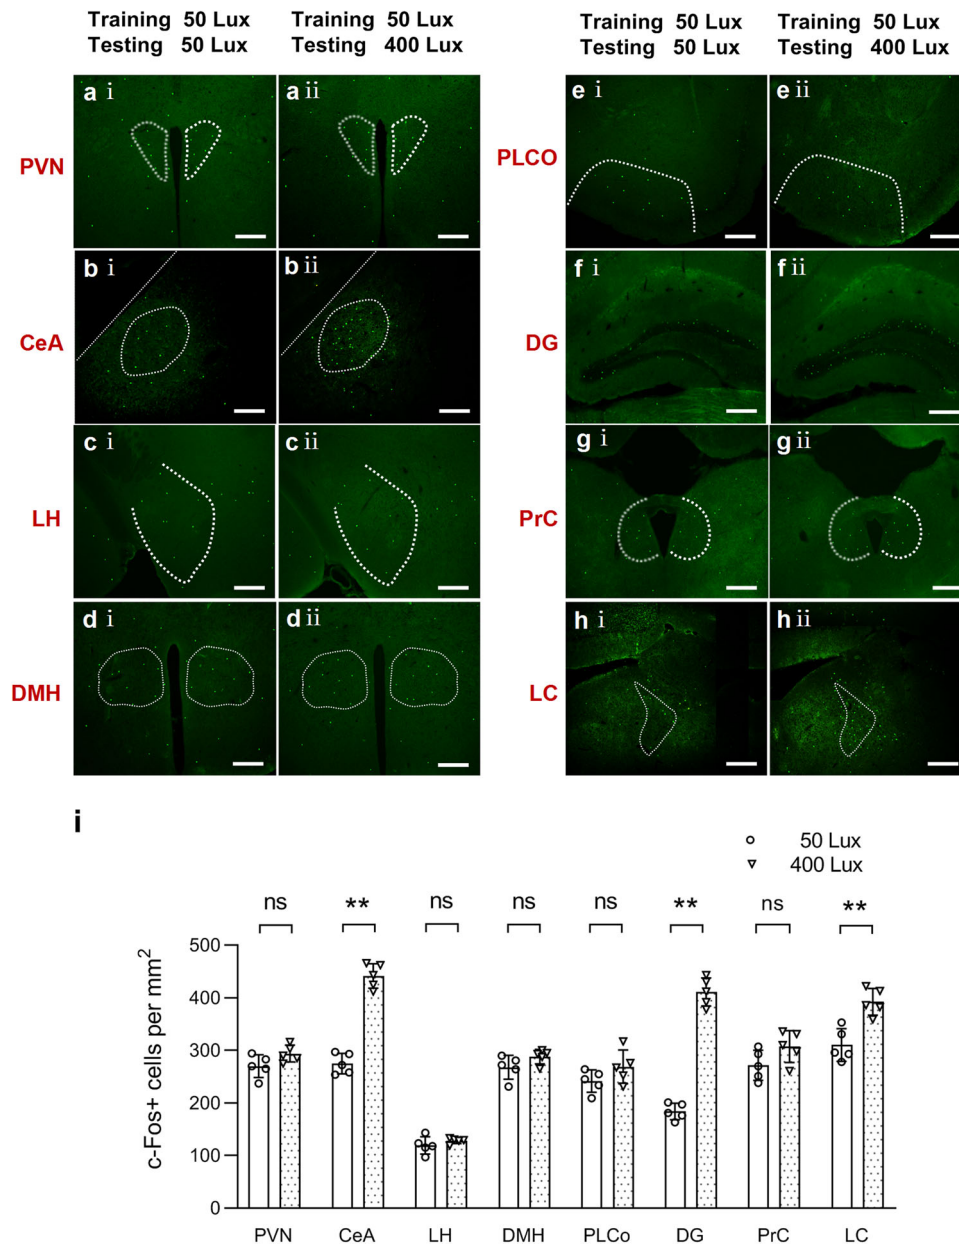 Training 50 Lux
Testing 50 Lux
Training 50 Lux
Testing 400 Lux
Training 50 Lux
Testing 50 Lux
Training 50 Lux
Testing 400 Lux
PVN
a i
a ii
CeA
b i
b ii
LH
c i
c ii
DMH
d i
d ii
PLCO
e i
e ii
DG
f i
f ii
PrC
g i
g ii
LC
h i
h ii
i
50 Lux
400 Lux
ns ** ns ns ns ** ns **
c-Fos+ cells per mm2
500
400
300
200
100
0
PVN CeA LH DMH PLCo DG PrC LC